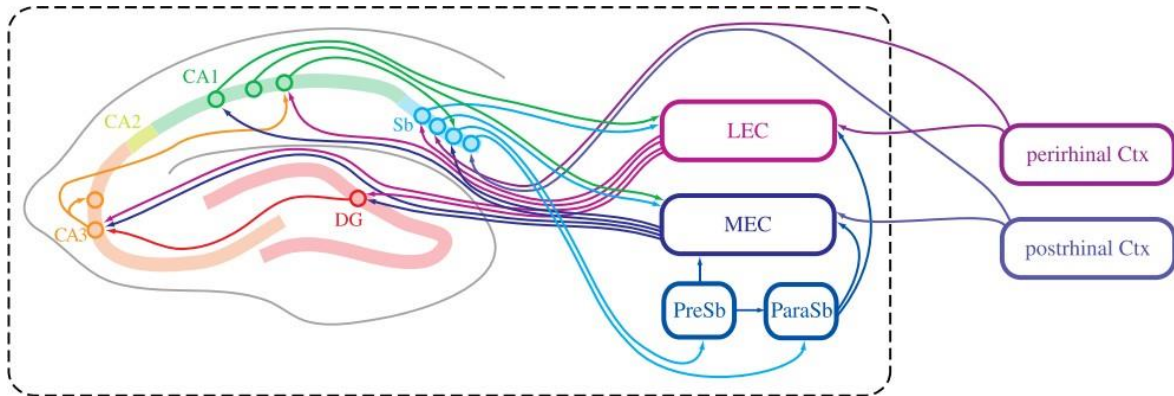 CA1
CA2
Sb
LEC
perirhinal Ctx
DG
MEC
CA3
postrhinal Ctx
PreSb
ParaSb